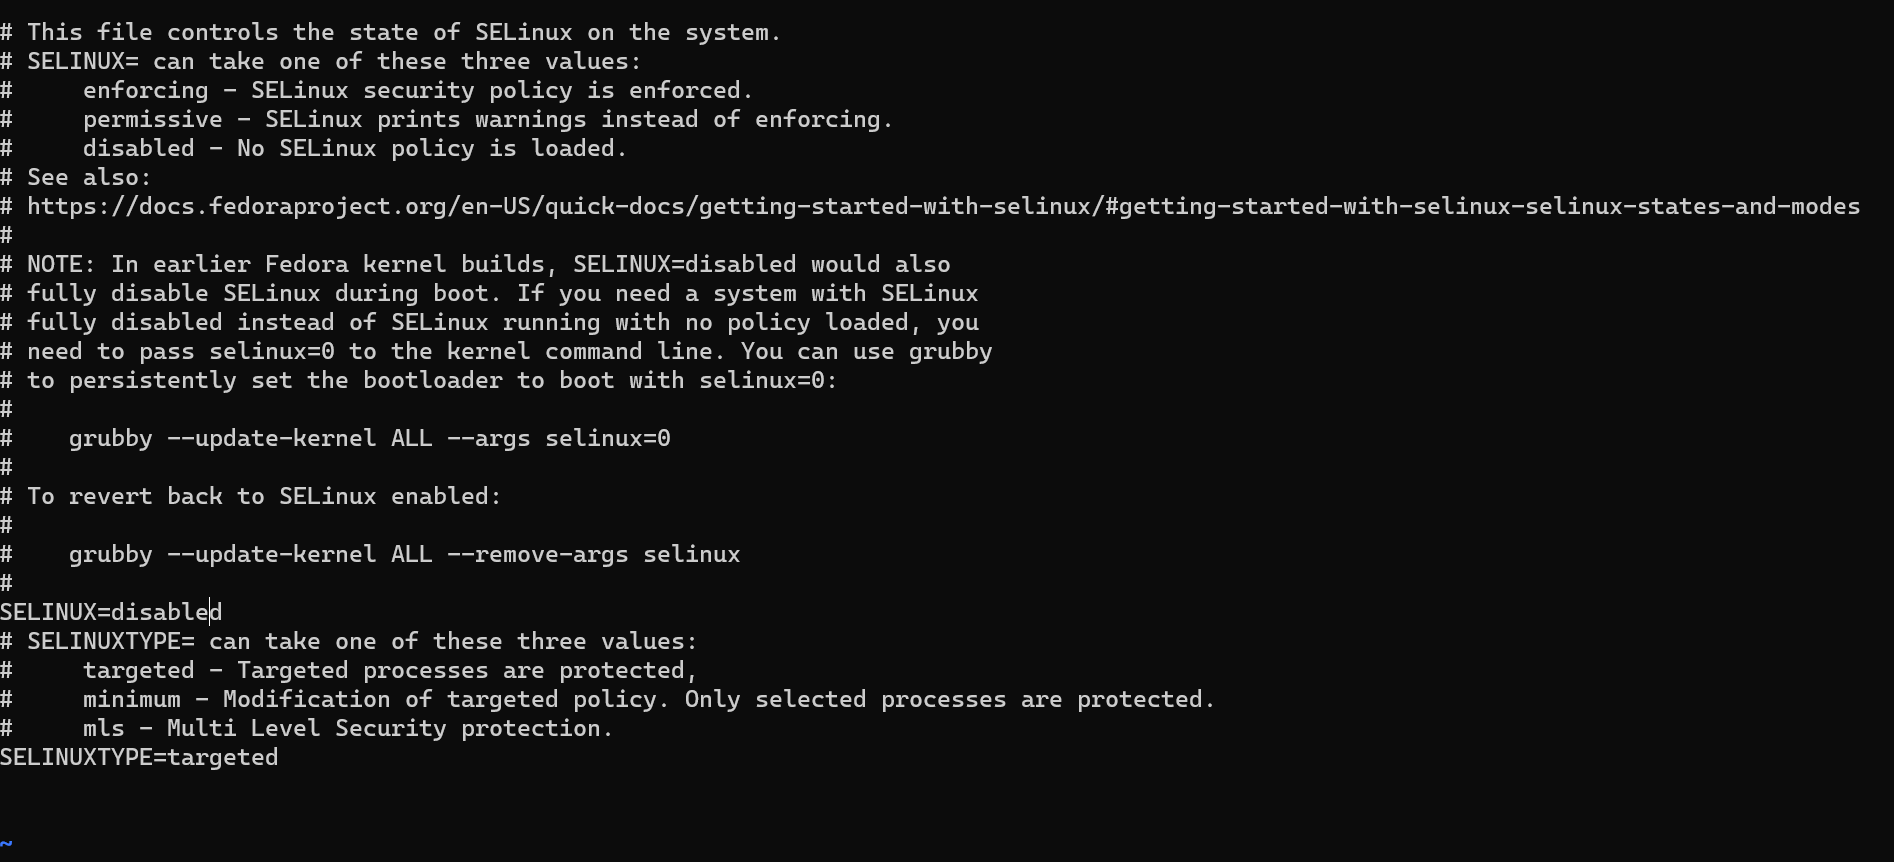 # This file controls the state of SELinux on the system.
# SELINUX= can take one of these three values:
#     enforcing - SELinux security policy is enforced.
#     permissive - SELinux prints warnings instead of enforcing.
#     disabled - No SELinux policy is loaded.
# See also:
# https://docs.fedoraproject.org/en-US/quick-docs/getting-started-with-selinux/#getting-started-with-selinux-selinux-states-and-modes
#
# NOTE: In earlier Fedora kernel builds, SELINUX=disabled would also
# fully disable SELinux during boot. If you need a system with SELinux
# fully disabled instead of SELinux running with no policy loaded, you
# need to pass selinux=0 to the kernel command line. You can use grubby
# to persistently set the bootloader to boot with selinux=0:
#
#    grubby --update-kernel ALL --args selinux=0
#
# To revert back to SELinux enabled:
#
#    grubby --update-kernel ALL --remove-args selinux
#
SELINUX=disabled
# SELINUXTYPE= can take one of these three values:
#     targeted - Targeted processes are protected,
#     minimum - Modification of targeted policy. Only selected processes are protected.
#     mls - Multi Level Security protection.
SELINUXTYPE=targeted
~